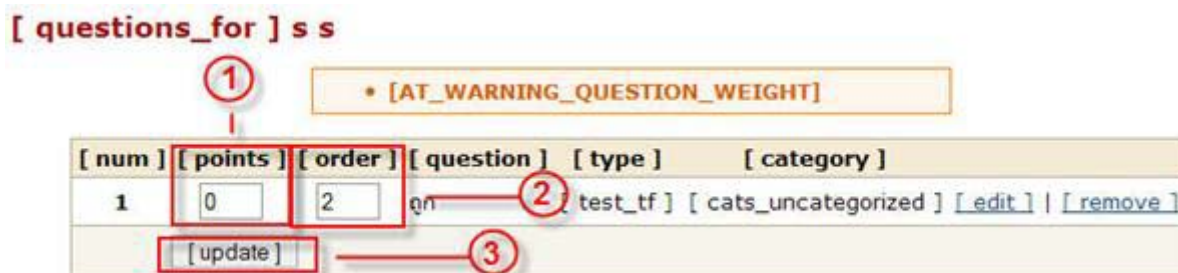 [ questions_for ] s s
1
• [AT_WARNING_QUESTION_WEIGHT]
[ num ] [ points ] [ order ] [ question ] [ type ] [ category ]
1 0 2 ถูก 2 [ test_tf ] [ cats_uncategorized ] [ edit ] | [ remove ]
[ update ] 3